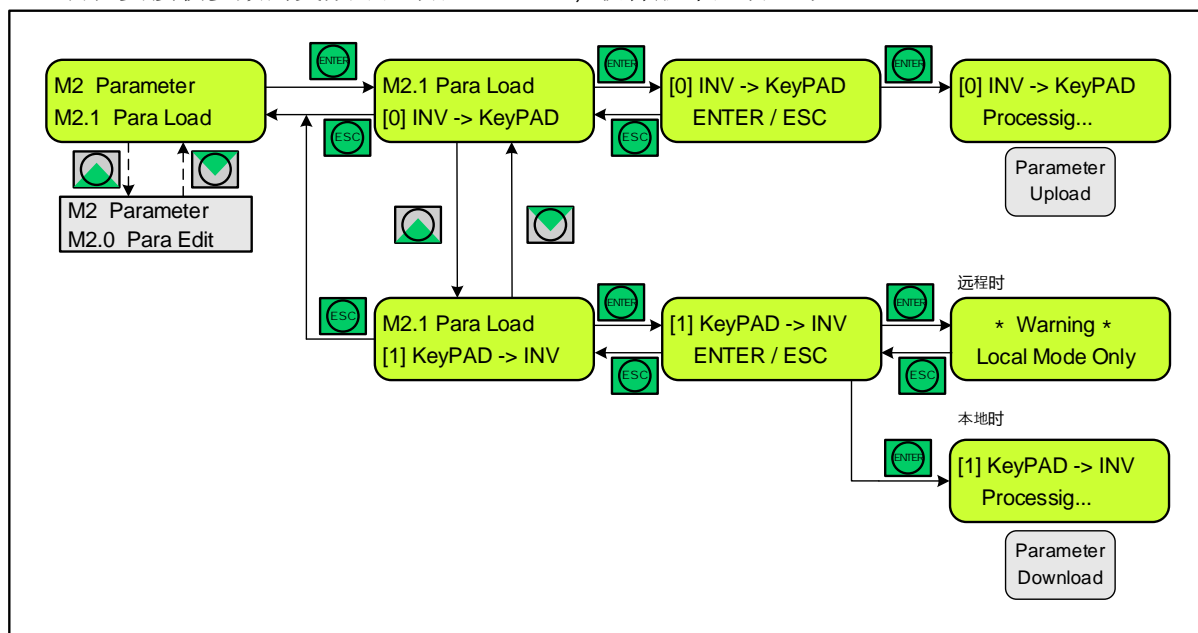 ENTER
ENTER
ENTER
M2 Parameter
M2.1 Para Load
M2.1 Para Load
[0] INV -> KeyPAD
[0] INV -> KeyPAD
ENTER / ESC
[0] INV -> KeyPAD
Processig...
ESC
ESC
Parameter
Upload
M2 Parameter
M2.0 Para Edit
远程时
ESC
ENTER
ENTER
M2.1 Para Load
[1] KeyPAD -> INV
[1] KeyPAD -> INV
ENTER / ESC
* Warning *
Local Mode Only
ESC
ESC
本地时
ENTER
[1] KeyPAD -> INV
Processig...
Parameter
Download